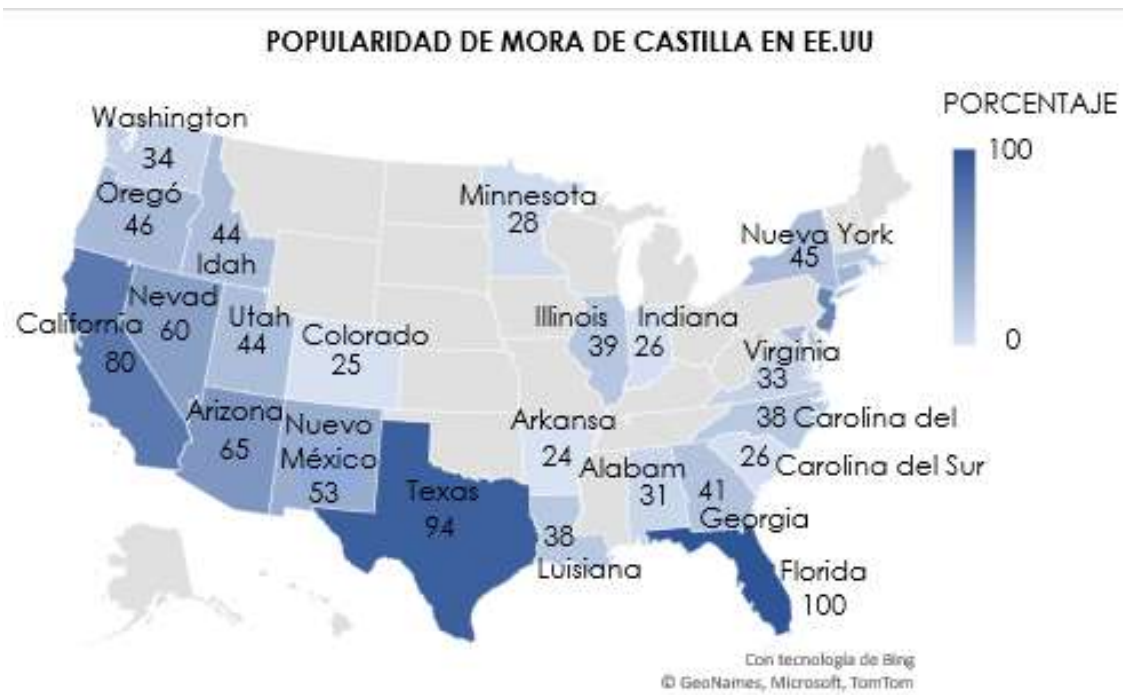 POPULARIDAD DE MORA DE CASTILLA EN EE.UU
PORCENTAJE
100
0
Washington
34
Oregó
46
44
Idah
Minnesota
28
Nueva York
45
California
80
Nevad
60
Utah
44
Colorado
25
Illinois
39
Indiana
26
Virginia
33
Arizona
65
Nuevo
México
53
Arkansa
24
38 Carolina del
26
Carolina del Sur
Texas
94
Alabam
31
41
Georgia
38
Luisiana
Florida
100
Con tecnología de Bing
© GeoNames, Microsoft, TomTom